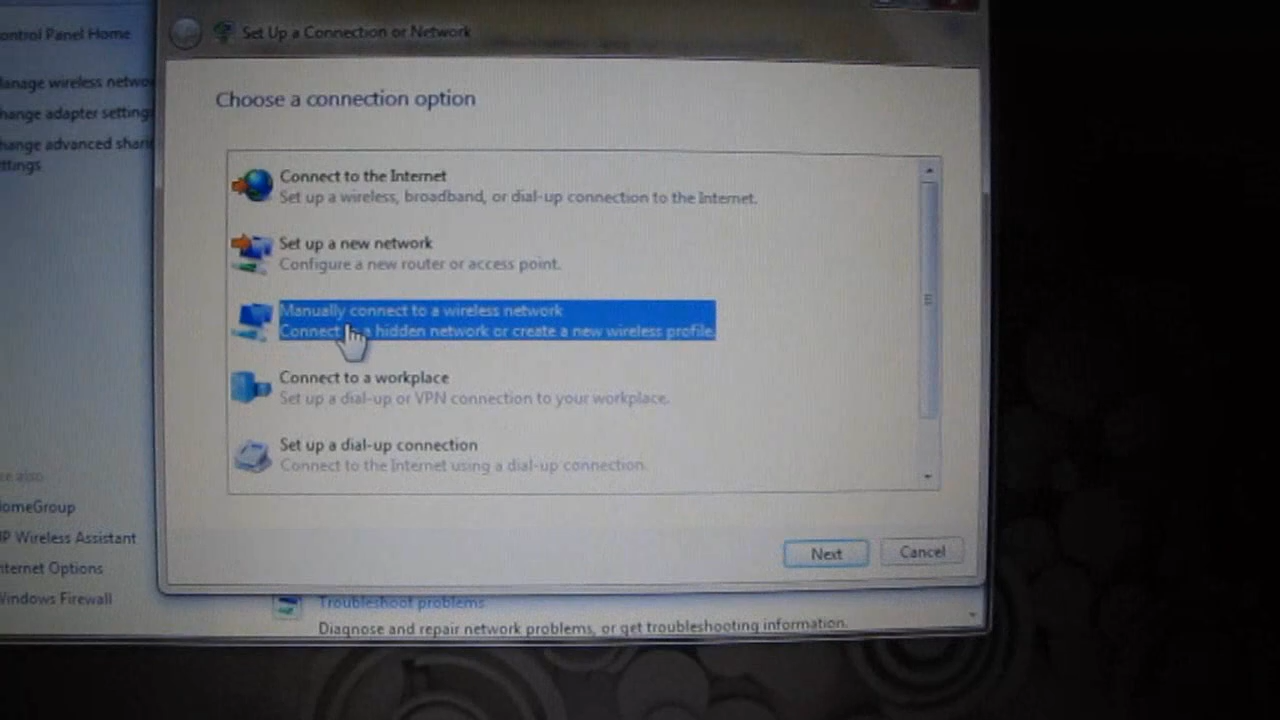 ontrol Panel Home
anage wireless netwo
hange adapter setting
hange advanced shari
ettings
Set Up a Connection or Network
Choose a connection option
Connect to the Internet
Set up a wireless, broadband, or dial-up connection to the Internet.
Set up a new network
Configure a new router or access point.
Manually connect to a wireless network
Connect a hidden network or create a new wireless profile.
Connect to a workplace
Set up a dial-up or VPN connection to your workplace.
Set up a dial-up connection
Connect to the Internet using a dial-up connection.
Next
Cancel
ee also
omeGroup
P Wireless Assistant
nternet Options
Windows Firewall
Troubleshoot problems
Diagnose and repair network problems, or get troubleshooting information.